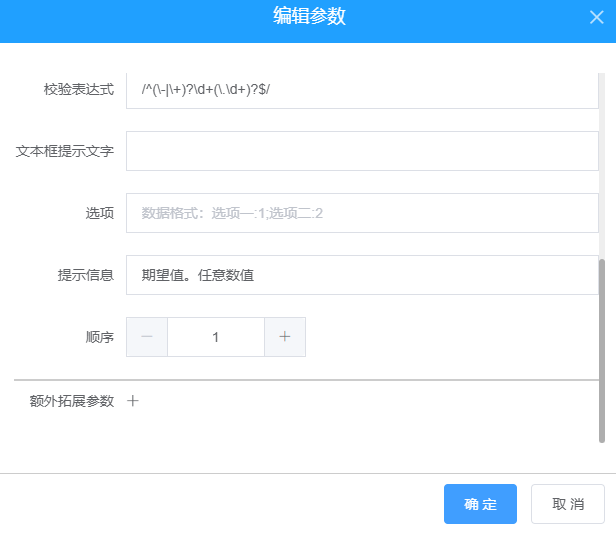 编辑参数
校验表达式 /^(\-|\+)?\d+(\.\d+)?$/
文本框提示文字
选项 数据格式：选项一:1;选项二:2
提示信息 期望值。任意数值
顺序 1
额外拓展参数
确 定 取 消